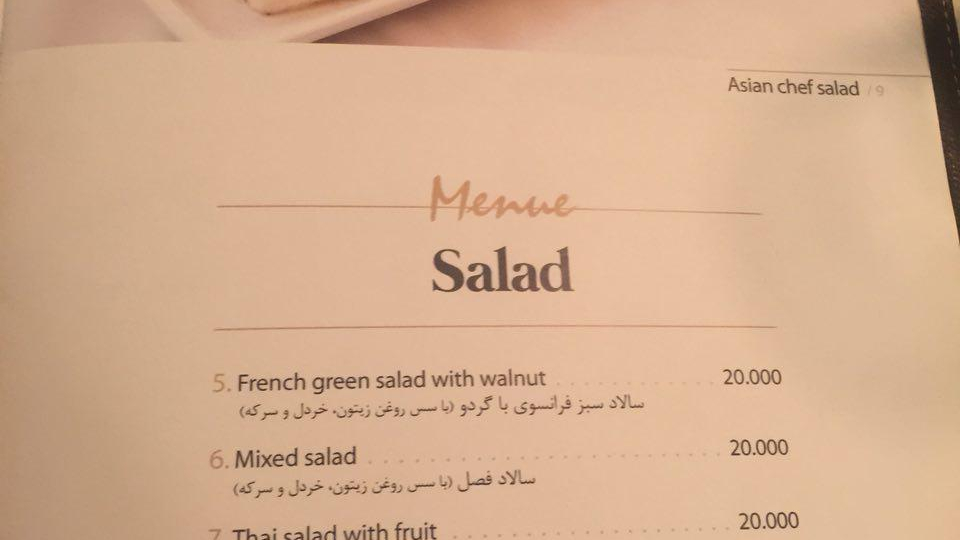 Asian chef salad / 9
Menue
Salad
5. French green salad with walnut . . . . . . . . . . . . 20.000
سالاد سبز فرانسوی با گردو (با سس روغن زیتون، خردل و سرکه)
6. Mixed salad . . . . . . . . . . . . . . . . . . . . . . . . 20.000
سالاد فصل (با سس روغن زیتون، خردل و سرکه)
7. Thai salad with fruit . . . . . . . . . . . . . . . . . . 20.000